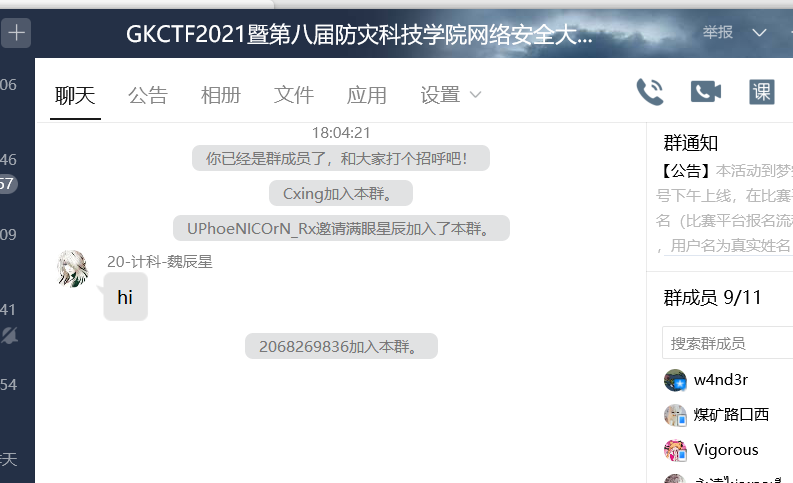 GKCTF2021暨第八届防灾科技学院网络安全大...
举报
06
46
57
09
41
54
天
聊天 公告 相册 文件 应用 设置
课
18:04:21
你已经是群成员了，和大家打个招呼吧！
Cxing加入本群。
UPhoeNICOrN_Rx邀请满眼星辰加入了本群。
20-计科-魏辰星
hi
2068269836加入本群。
群通知
【公告】本活动到梦
号下午上线，在比赛
名（比赛平台报名流
，用户名为真实姓名
群成员 9/11
搜索群成员
w4nd3r
煤矿路口西
Vigorous